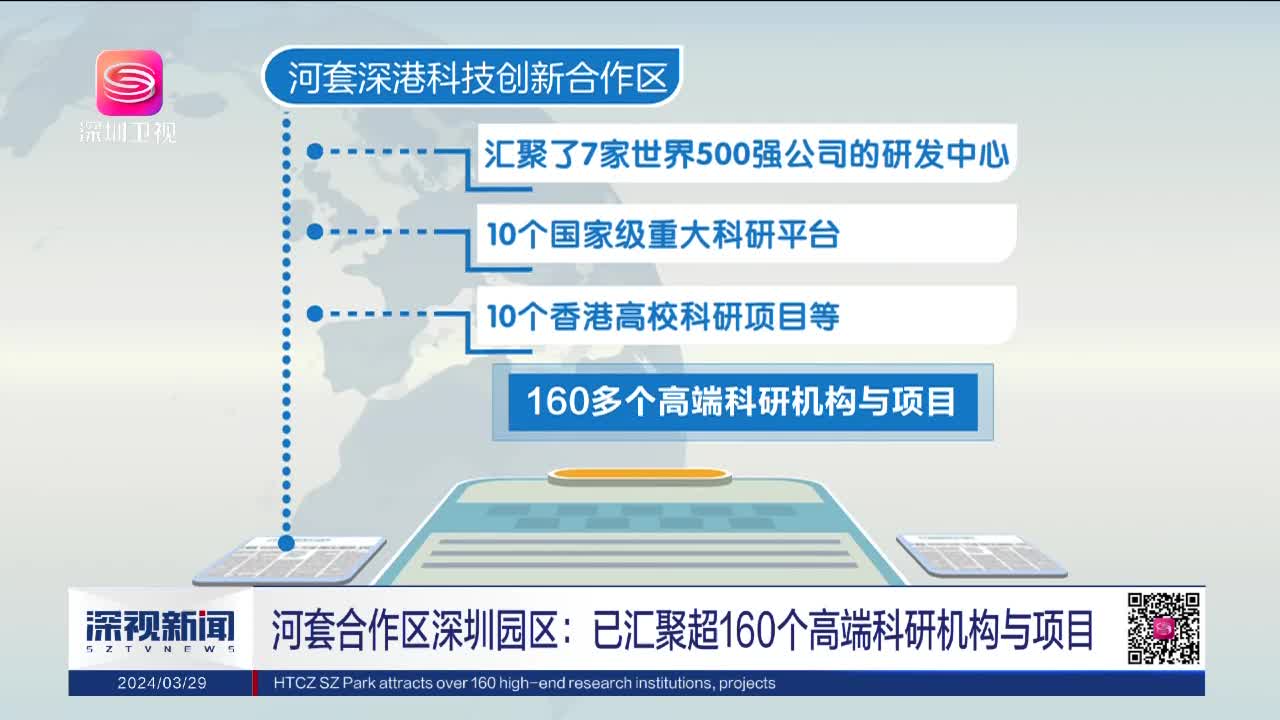 深圳卫视
河套深港科技创新合作区
汇聚了7家世界500强公司的研发中心
10个国家级重大科研平台
10个香港高校科研项目等
160多个高端科研机构与项目
深视新闻
SZTVNEWS
河套合作区深圳园区：已汇聚超160个高端科研机构与项目
2024/03/29
HTCZ SZ Park attracts over 160 high-end research institutions, projects